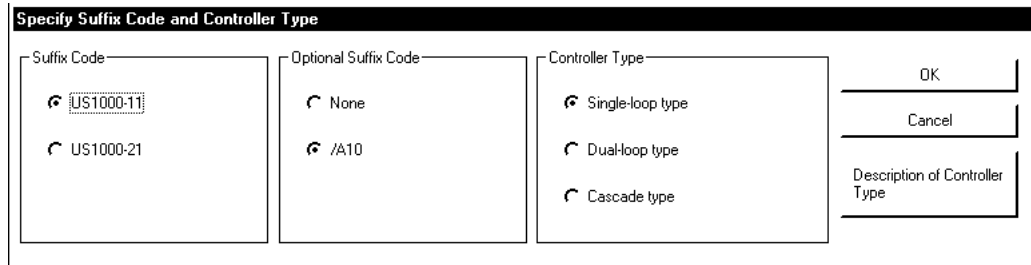 Specify Suffix Code and Controller Type
Suffix Code
US1000-11
US1000-21
Optional Suffix Code
None
/A10
Controller Type
Single-loop type
Dual-loop type
Cascade type
OK
Cancel
Description of Controller
Type